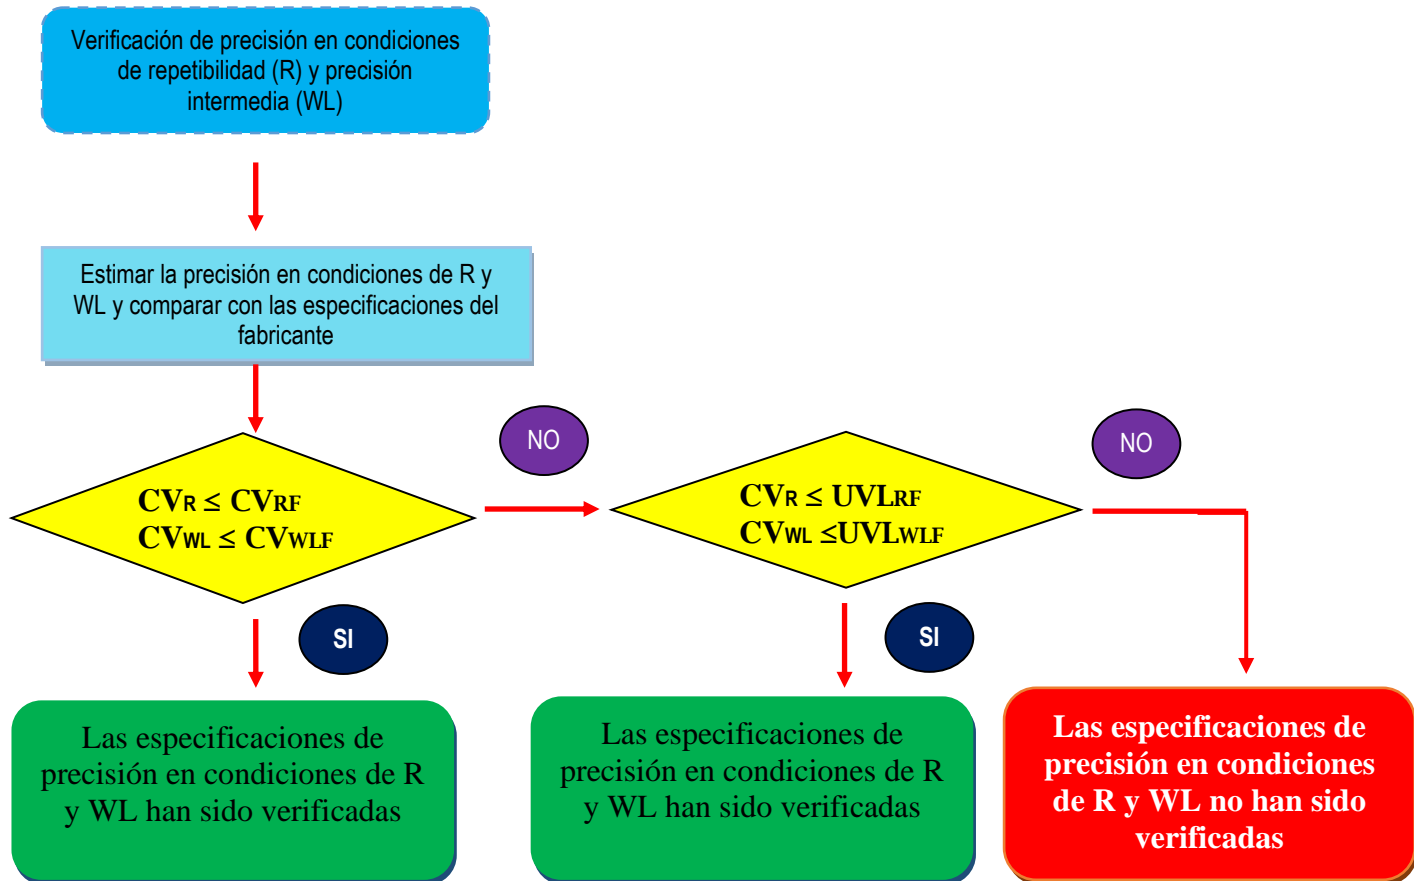 Verificación de precisión en condiciones
de repetibilidad (R) y precisión
intermedia (WL)
Estimar la precisión en condiciones de R y
WL y comparar con las especificaciones del
fabricante
NO
NO
CVR ≤ CVRF
CVWL ≤ CVWLF
CVR ≤ UVLRF
CVWL ≤UVLWLF
SI
SI
Las especificaciones de
precisión en condiciones de R
y WL han sido verificadas
Las especificaciones de
precisión en condiciones de R
y WL han sido verificadas
Las especificaciones de
precisión en condiciones
de R y WL no han sido
verificadas